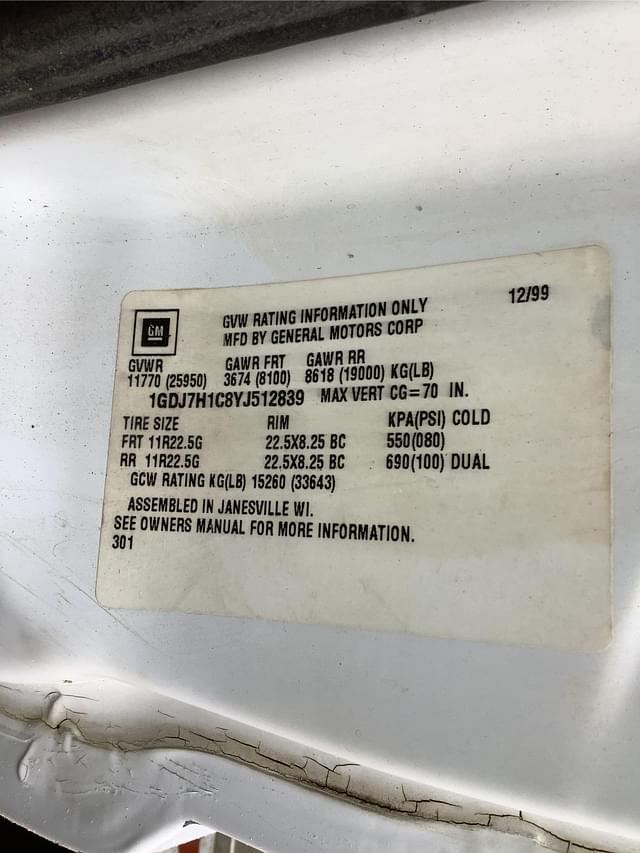 GM
GVW RATING INFORMATION ONLY 12/99
MFD BY GENERAL MOTORS CORP
GVWR GAWR FRT GAWR RR
11770 (25950) 3674 (8100) 8618 (19000) KG(LB)
1GDJ7H1C8YJ512839 MAX VERT CG=70 IN.
TIRE SIZE RIM KPA(PSI) COLD
FRT 11R22.5G 22.5X8.25 BC 550(080)
RR 11R22.5G 22.5X8.25 BC 690(100) DUAL
GCW RATING KG(LB) 15260 (33643)
ASSEMBLED IN JANESVILLE WI.
SEE OWNERS MANUAL FOR MORE INFORMATION.
301